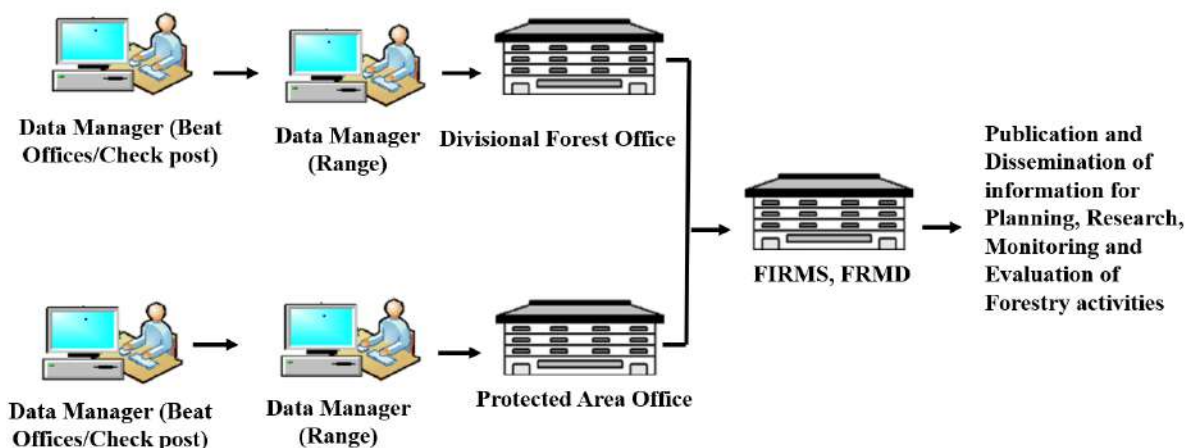 Data Manager (Beat
Offices/Check post)
Data Manager
(Range)
Divisional Forest Office
FIRMS, FRMD
Publication and
Dissemination of
information for
Planning, Research,
Monitoring and
Evaluation of
Forestry activities
Data Manager (Beat
Offices/Check post)
Data Manager
(Range)
Protected Area Office